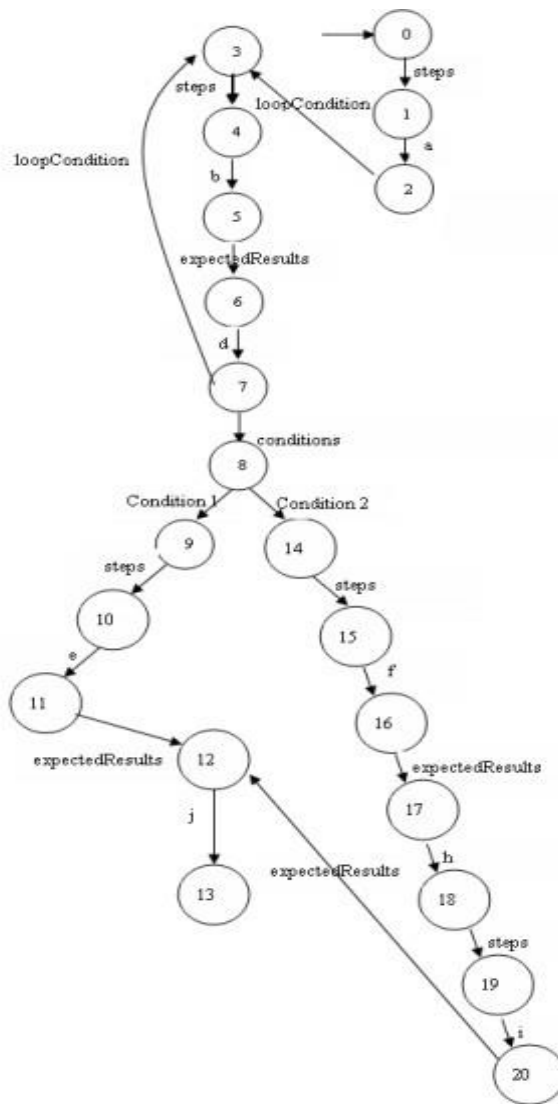 0
3
steps
steps
loopCondition
1
4
a
loopCondition
b
2
5
expectedResults
6
d
7
conditions
8
Condition 1
Condition 2
9
14
steps
steps
10
15
e
f
11
16
expectedResults
12
expectedResults
17
j
h
expectedResults
13
18
steps
19
i
20